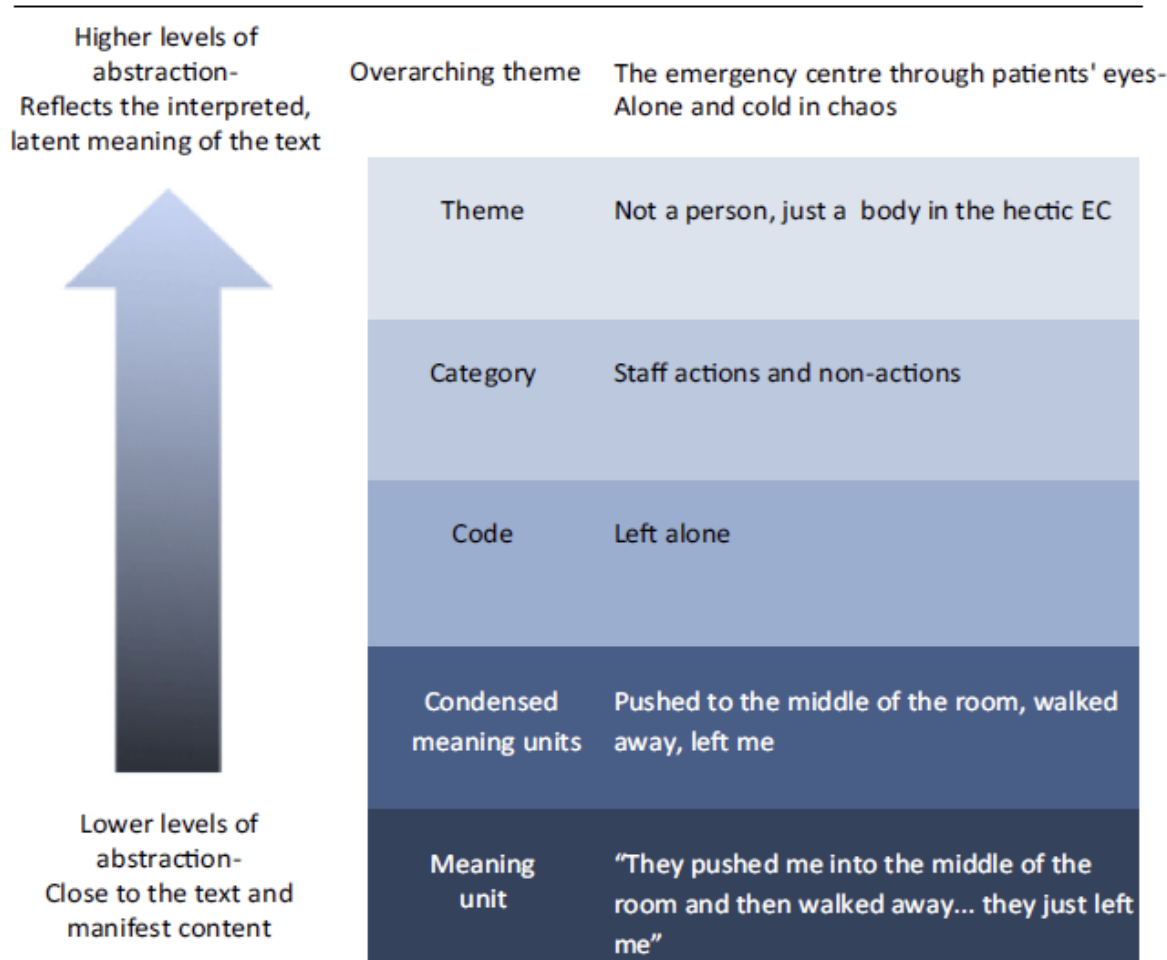 Higher levels of
abstraction-
Reflects the interpreted,
latent meaning of the text
Overarching theme
The emergency centre through patients' eyes-
Alone and cold in chaos
Theme
Not a person, just a body in the hectic EC
Category
Staff actions and non-actions
Code
Left alone
Condensed
meaning units
Pushed to the middle of the room, walked
away, left me
Lower levels of
abstraction-
Close to the text and
manifest content
Meaning
unit
“They pushed me into the middle of the
room and then walked away... they just left
me”